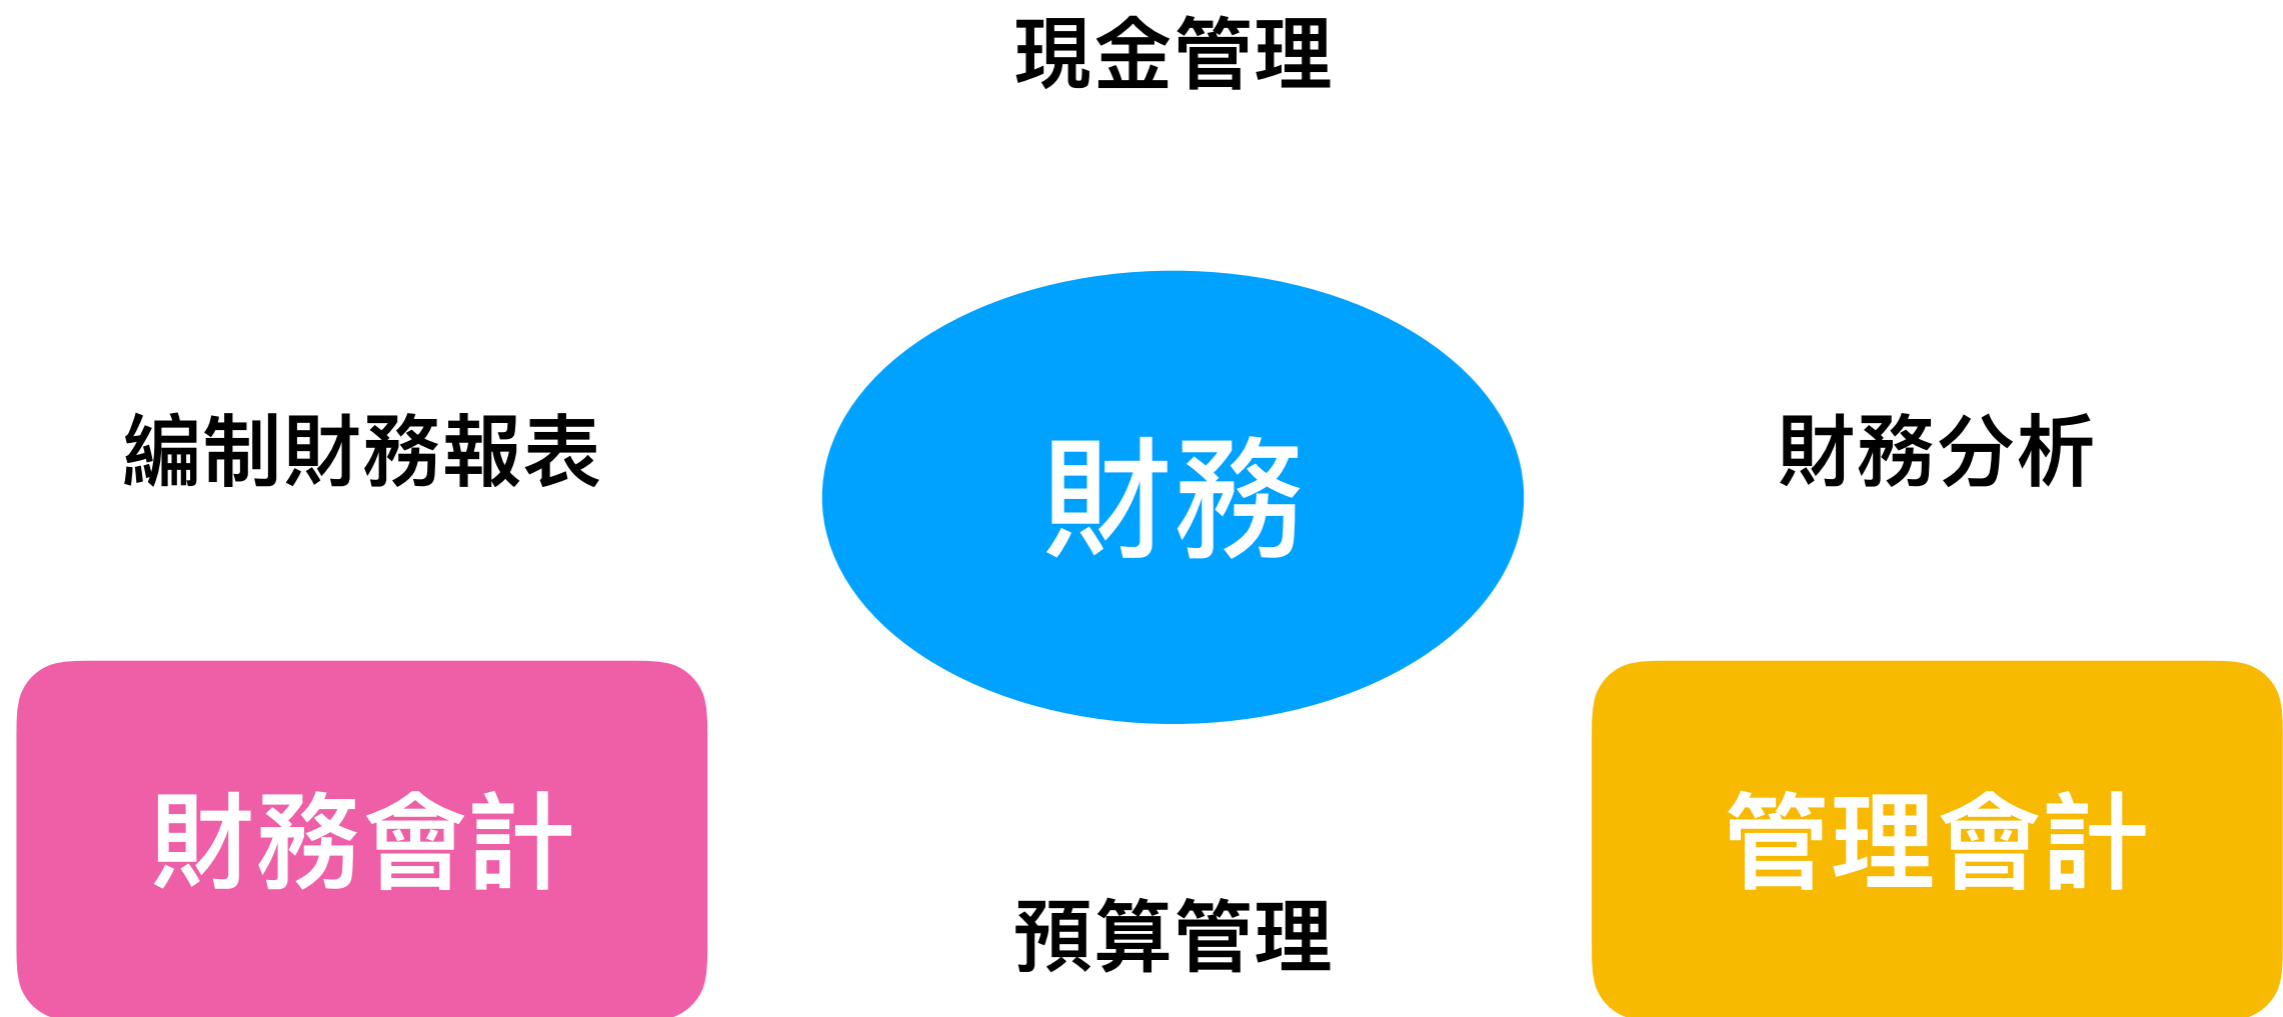 現金管理
編制財務報表
財務
財務分析
財務會計
管理會計
預算管理